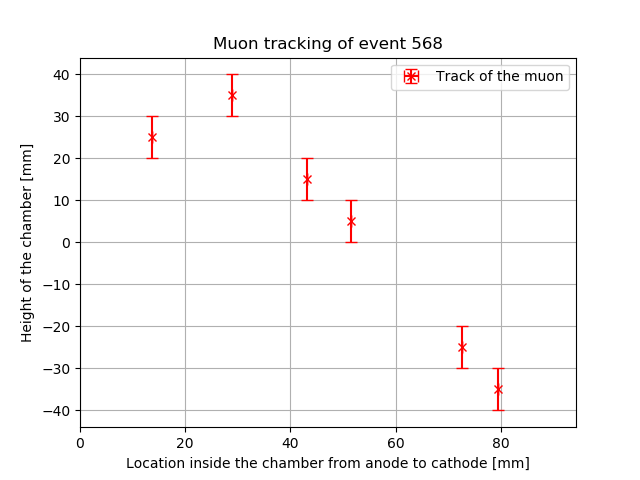 Muon tracking of event 568
Track of the muon
Height of the chamber [mm]
40
30
20
10
0
−10
−20
−30
−40
0 20 40 60 80
Location inside the chamber from anode to cathode [mm]